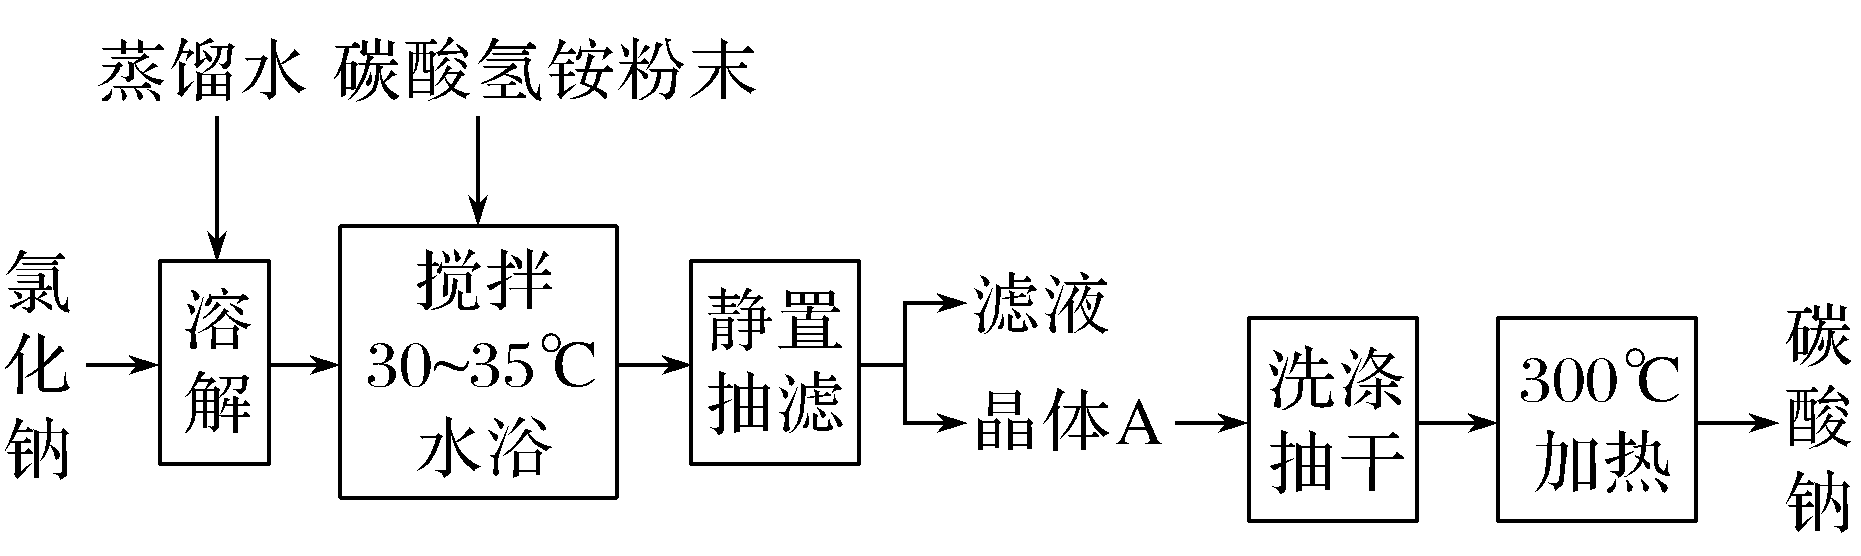 蒸馏水 碳酸氢铵粉末
氯化钠
溶解
搅拌
30~35℃
水浴
静置
抽滤
滤液
晶体A
洗涤
抽干
300℃
加热
碳酸钠